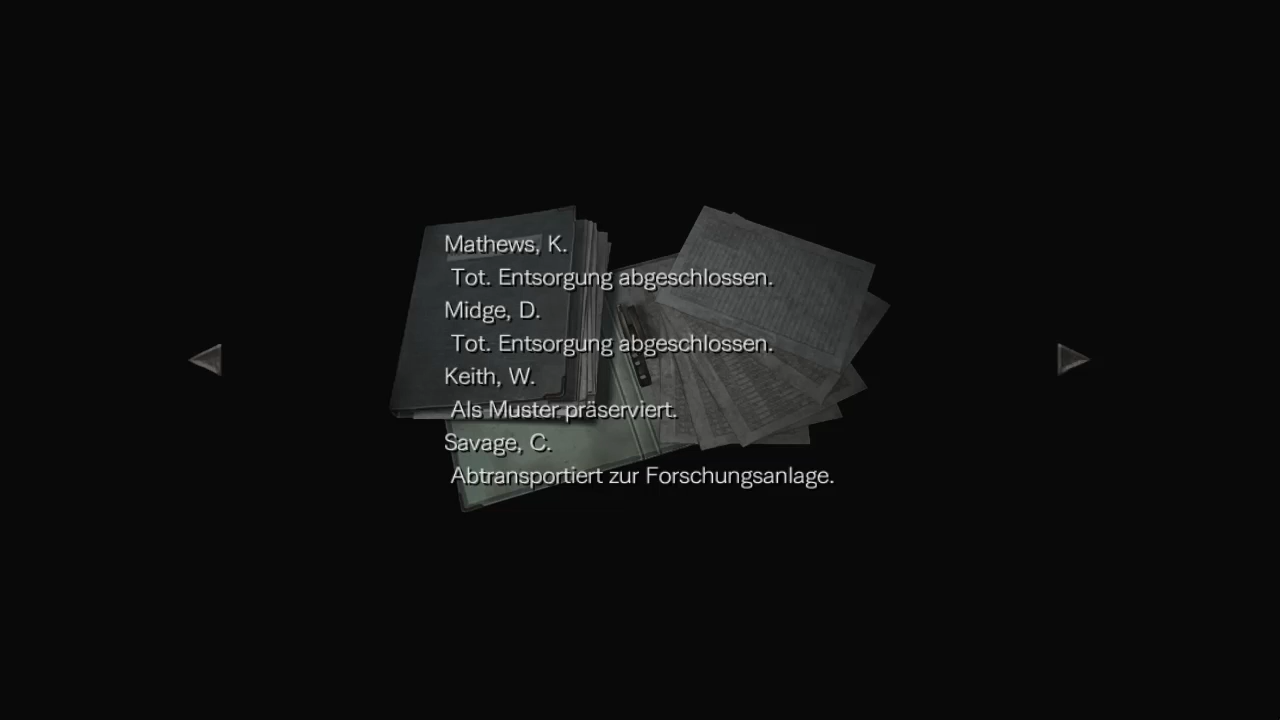 Mathews, K.
Tot. Entsorgung abgeschlossen.
Midge, D.
Tot. Entsorgung abgeschlossen.
Keith, W.
Als Muster präserviert.
Savage, C.
Abtransportiert zur Forschungsanlage.